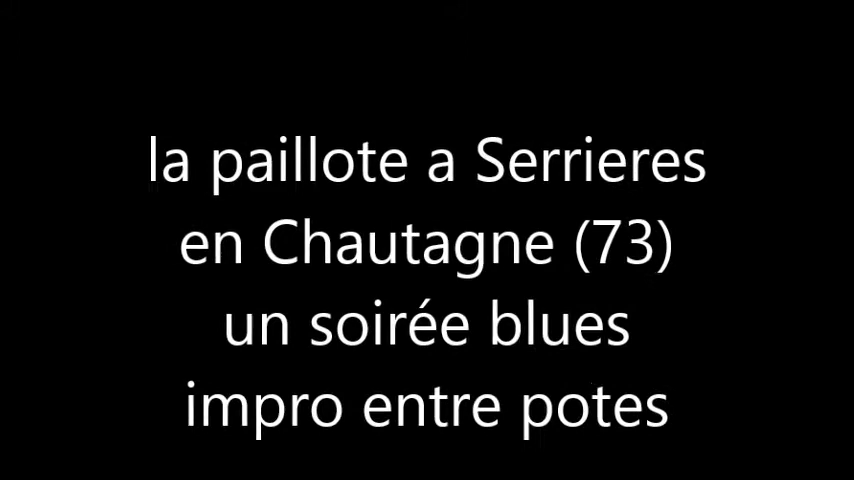 la paillote a Serrieres
en Chautagne (73)
un soirée blues
impro entre potes